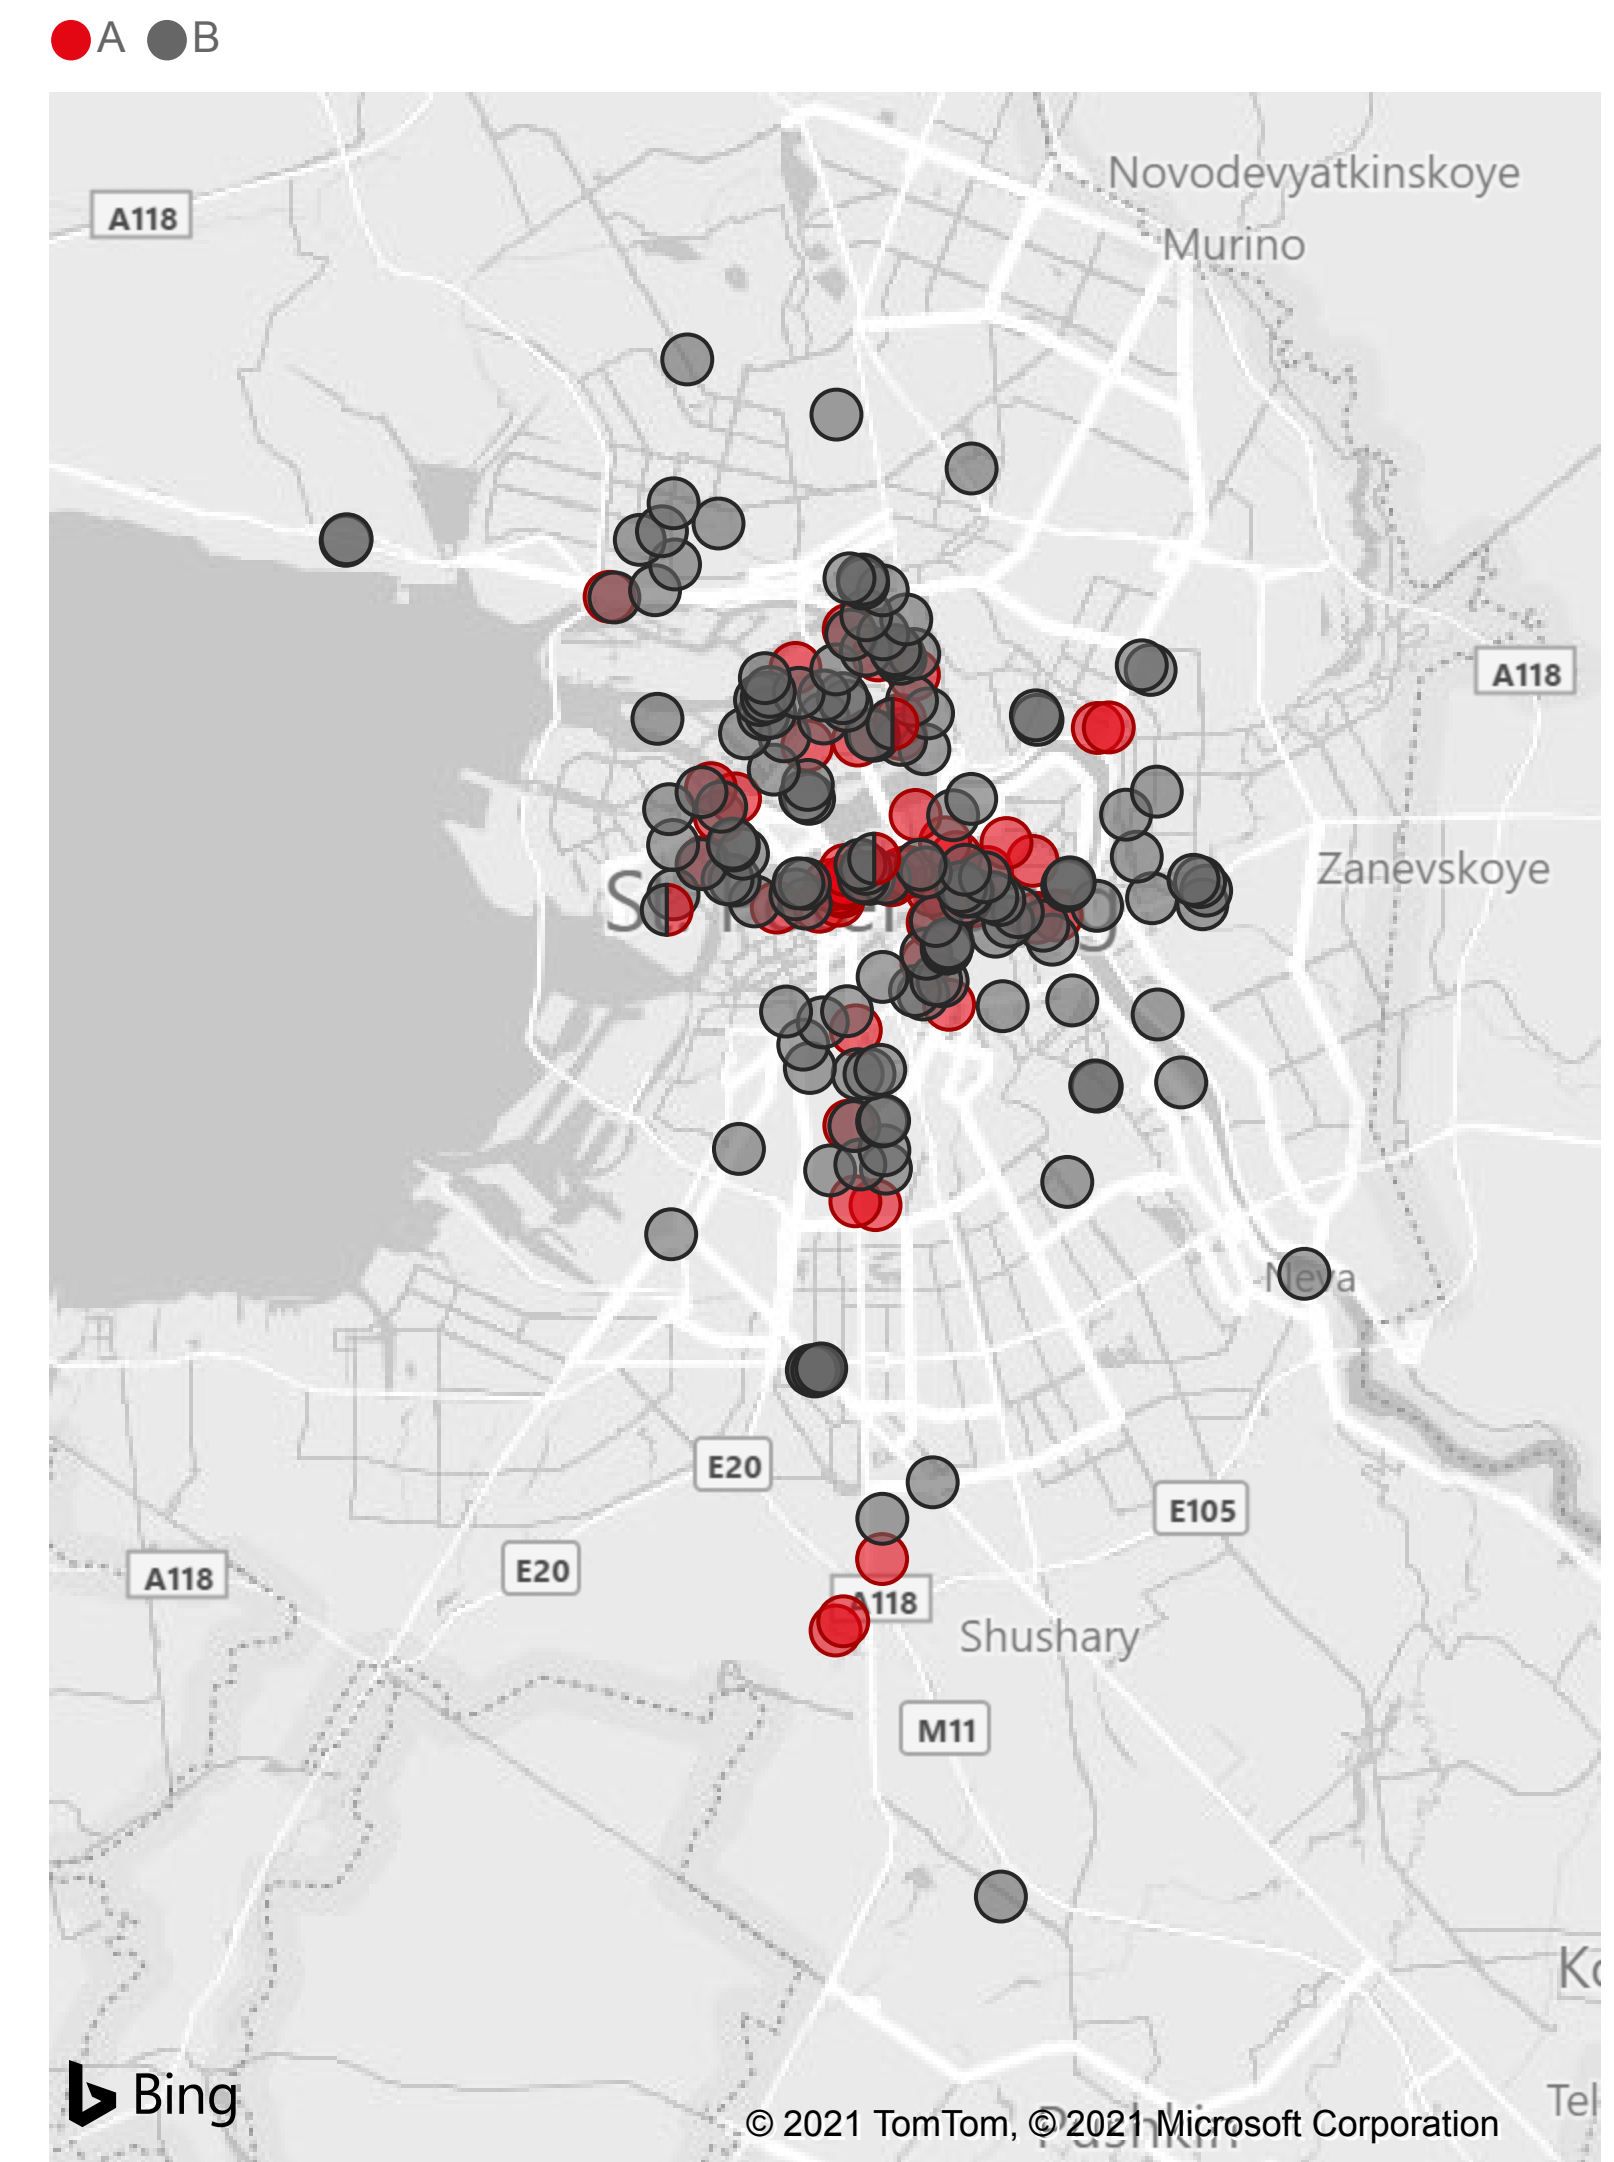 A B
Novodevyatkinskoye
A118
Murino
A118
Zanevskoye
Neva
E20
E105
E20
A118
A118
Shushary
M11
Bing
© 2021 TomTom, © 2021 Microsoft Corporation
Pushkin